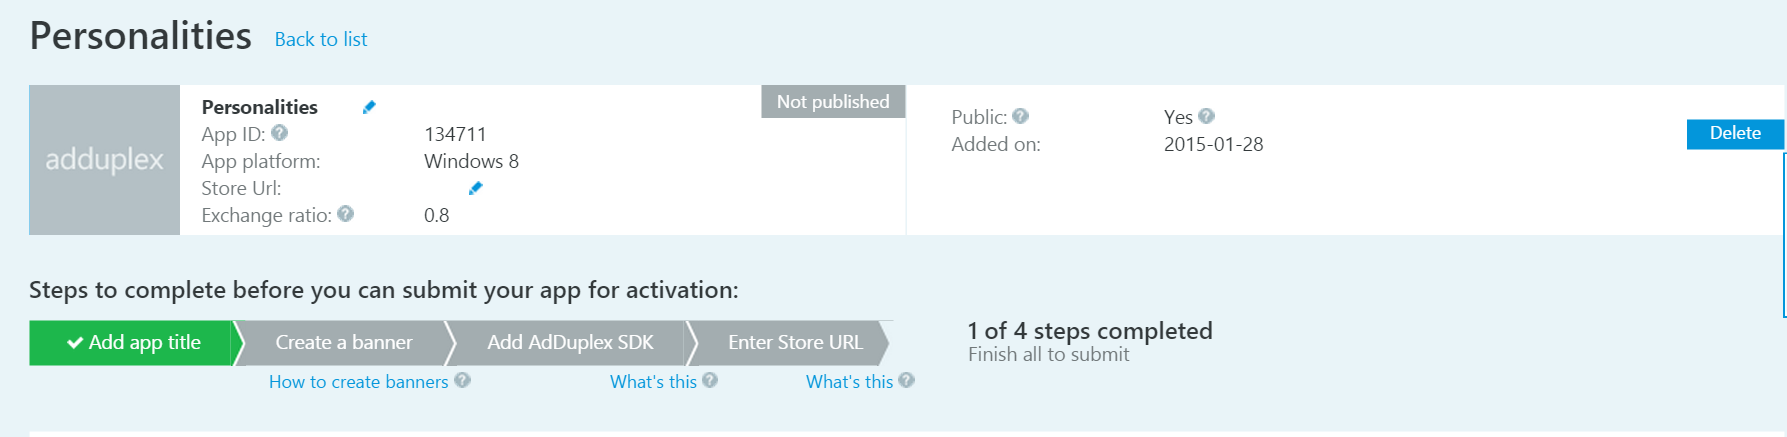 Personalities Back to list
adduplex
Personalities
Not published
App ID: ? 134711
App platform: Windows 8
Store Url:
Exchange ratio: ? 0.8
Public: ? Yes ?
Added on: 2015-01-28
Delete
Steps to complete before you can submit your app for activation:
Add app title
Create a banner
Add AdDuplex SDK
Enter Store URL
How to create banners ?
What's this ?
What's this ?
1 of 4 steps completed
Finish all to submit